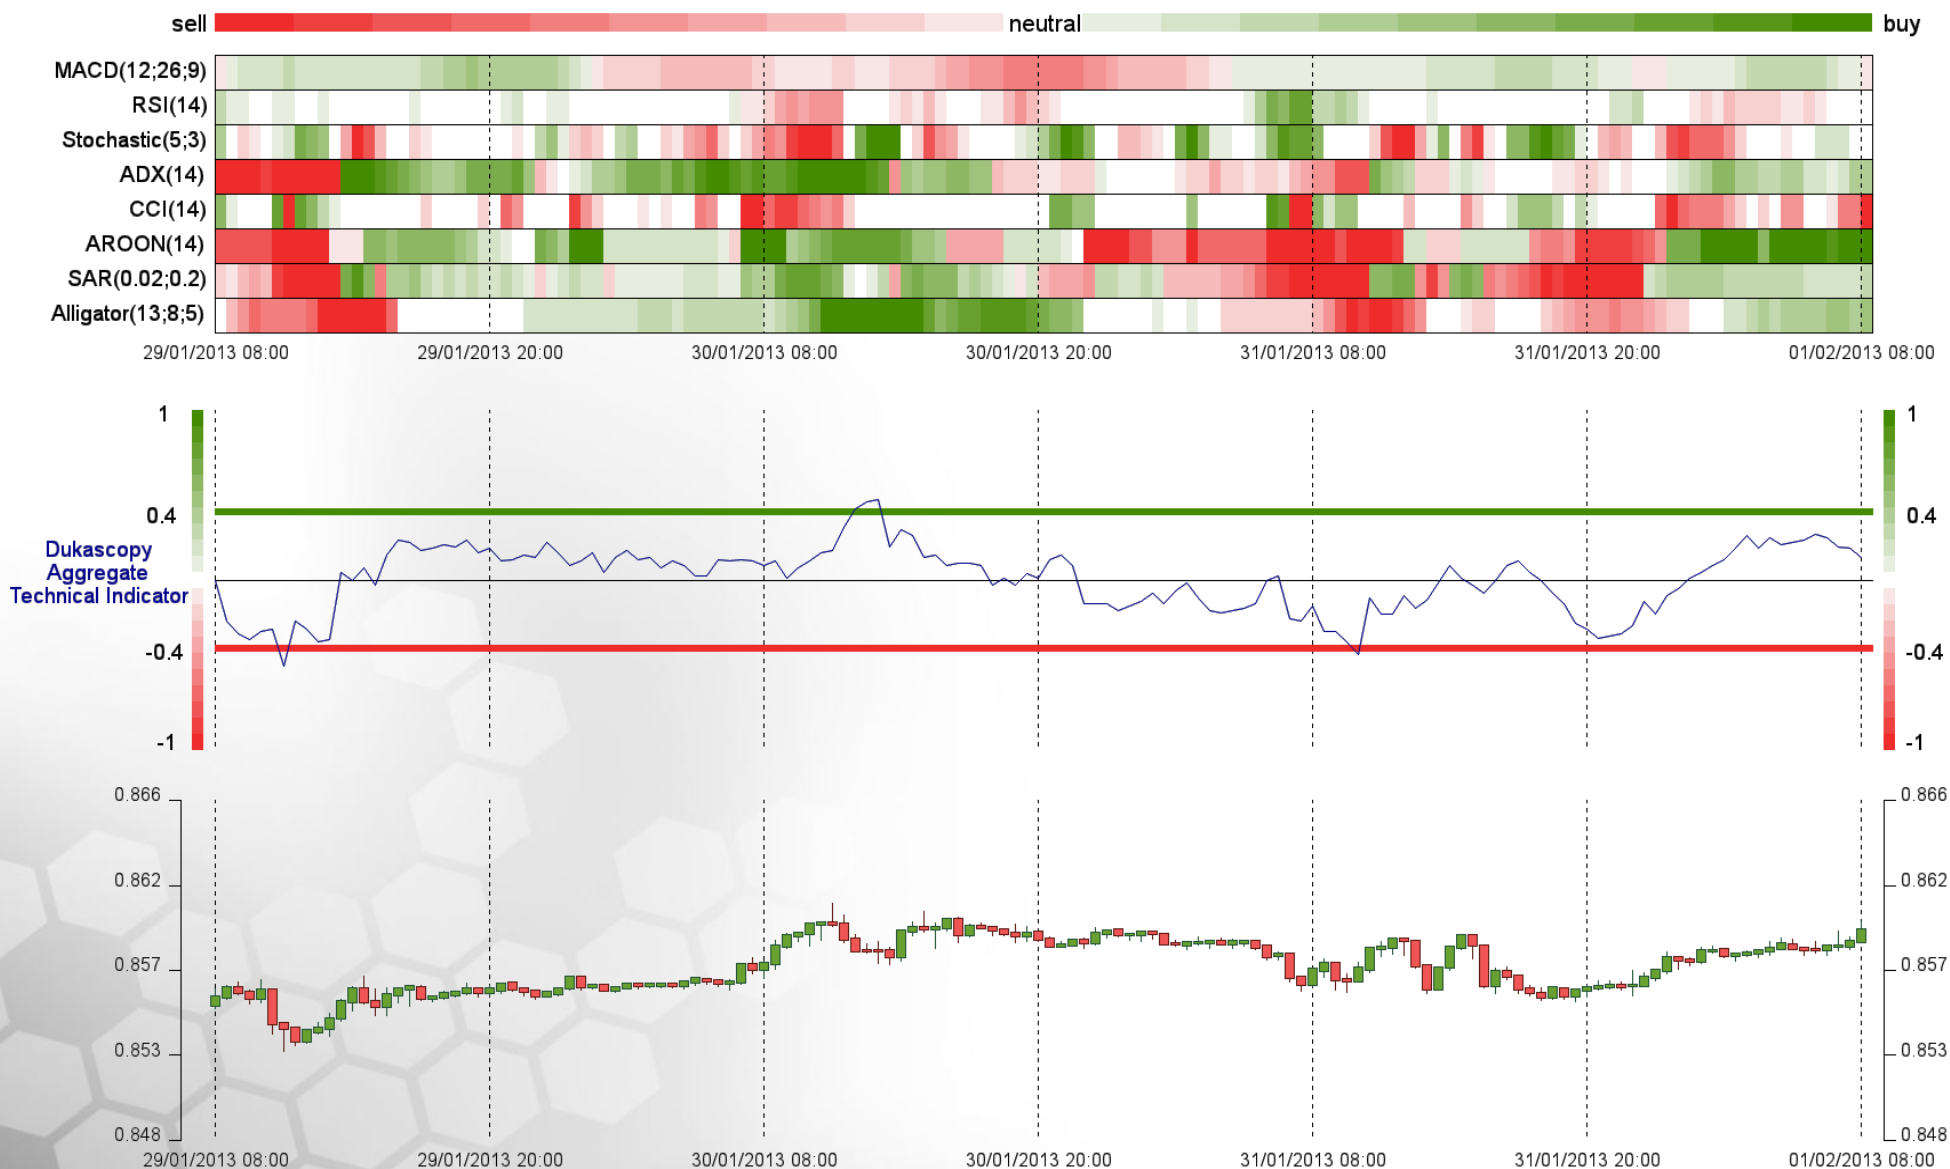 sell neutral buy
MACD(12;26;9)
RSI(14)
Stochastic(5;3)
ADX(14)
CCI(14)
AROON(14)
SAR(0.02;0.2)
Alligator(13;8;5)
29/01/2013 08:00 29/01/2013 20:00 30/01/2013 08:00 30/01/2013 20:00 31/01/2013 08:00 31/01/2013 20:00 01/02/2013 08:00
1 1
0.4 0.4
Dukascopy
Aggregate
Technical Indicator
-0.4 -0.4
-1 -1
0.866 0.866
0.862 0.862
0.857 0.857
0.853 0.853
0.848 0.848
29/01/2013 08:00 29/01/2013 20:00 30/01/2013 08:00 30/01/2013 20:00 31/01/2013 08:00 31/01/2013 20:00 01/02/2013 08:00